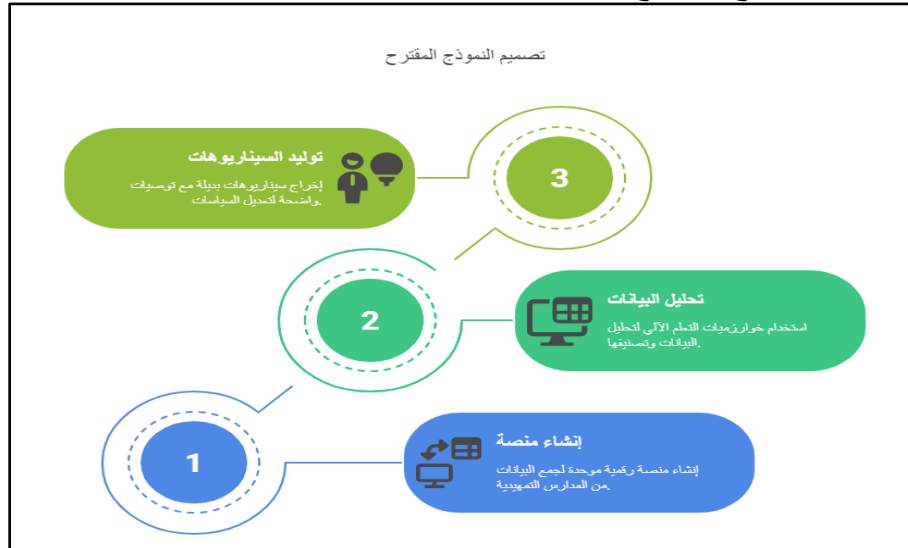 تصميم النموذج المقترح
3
توليد السيناريوهات
إخراج سيناريوهات بديلة مع توصيات
واضحة لتعديل السياسات.
2
تحليل البيانات
استخدام خوارزميات التعلم الآلي لتحليل
البيانات وتصنيفها.
1
إنشاء منصة
إنشاء منصة رقمية موحدة لجمع البيانات
من المدارس التمهيدية.